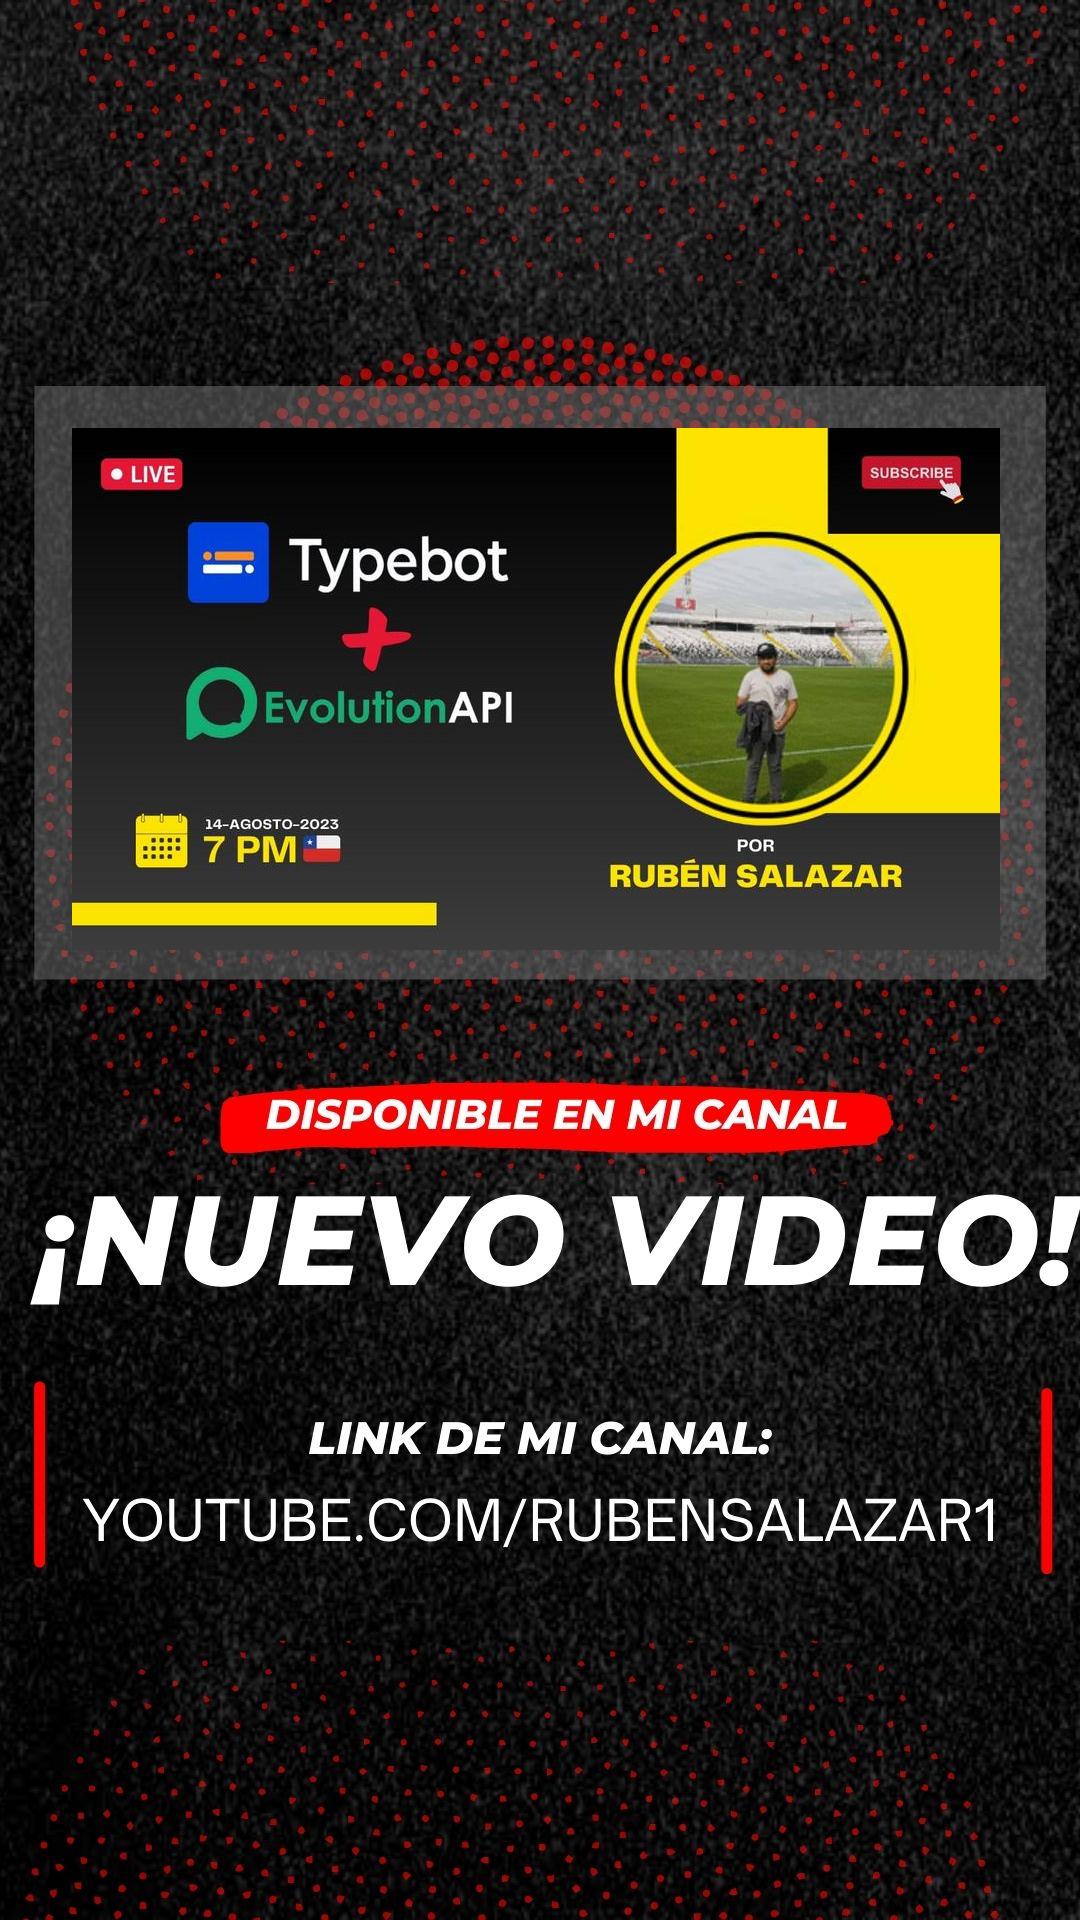 LIVE
SUBSCRIBE
Typebot
+
EvolutionAPI
14-AGOSTO-2023
7 PM
POR
RUBÉN SALAZAR
DISPONIBLE EN MI CANAL
¡NUEVO VIDEO!
LINK DE MI CANAL:
YOUTUBE.COM/RUBENSALAZAR1